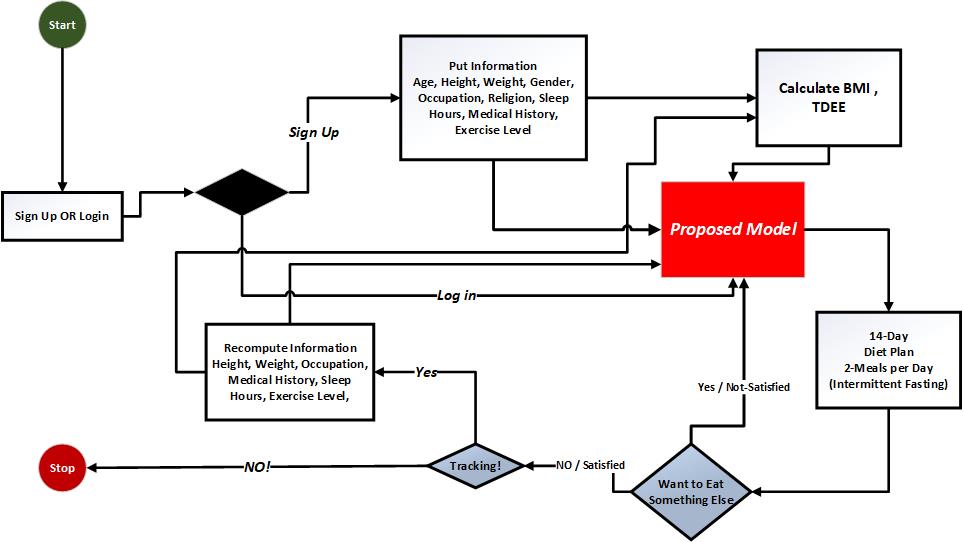 Start
Sign Up OR Login
Sign Up
Put Information
Age, Height, Weight, Gender,
Occupation, Religion, Sleep
Hours, Medical History,
Exercise Level
Calculate BMI ,
TDEE
Proposed Model
Log in
Recompute Information
Height, Weight, Occupation,
Medical History, Sleep
Hours, Exercise Level,
Yes
14-Day
Diet Plan
2-Meals per Day
(Intermittent Fasting)
Yes / Not-Satisfied
Want to Eat
Something Else
NO / Satisfied
Tracking!
NO!
Stop